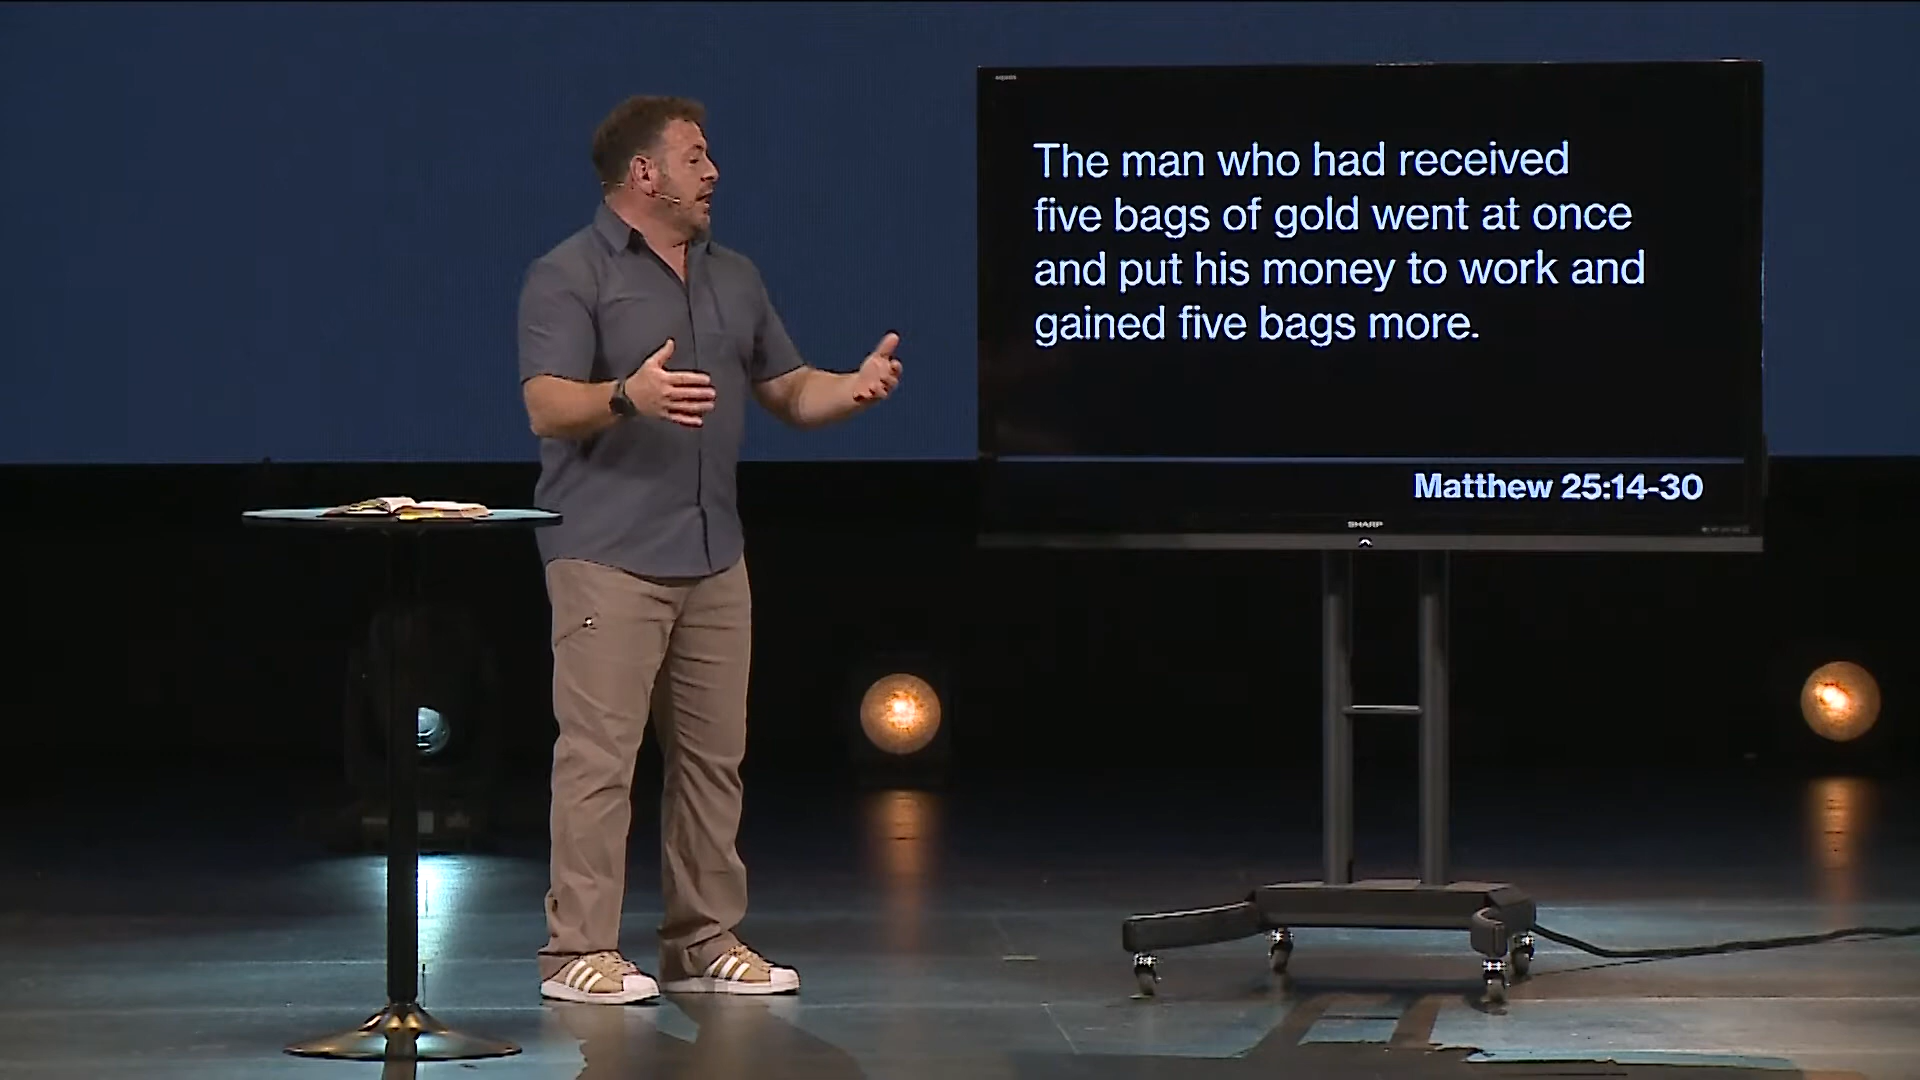 aquos
The man who had received
five bags of gold went at once
and put his money to work and
gained five bags more.
Matthew 25:14-30
SHARP